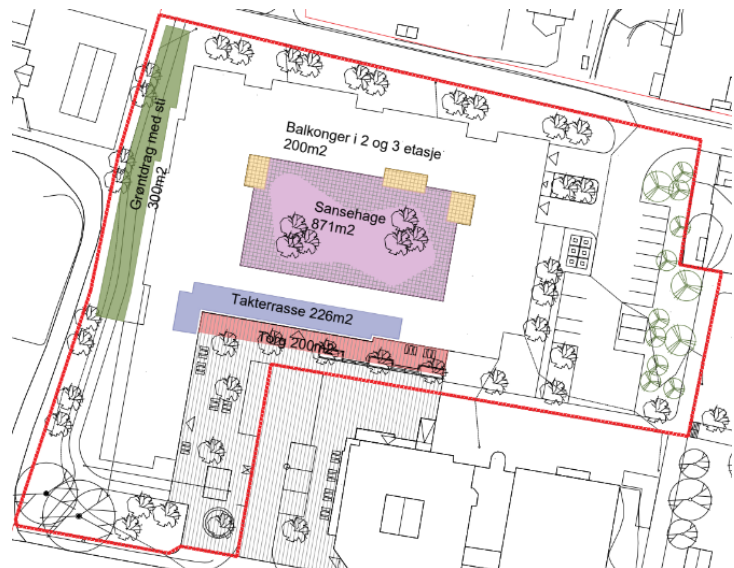 Grøntdrag med sti
300m2
Balkonger i 2 og 3 etasje
200m2
Sansehage
871m2
Takterrasse 226m2
Torg 200m2